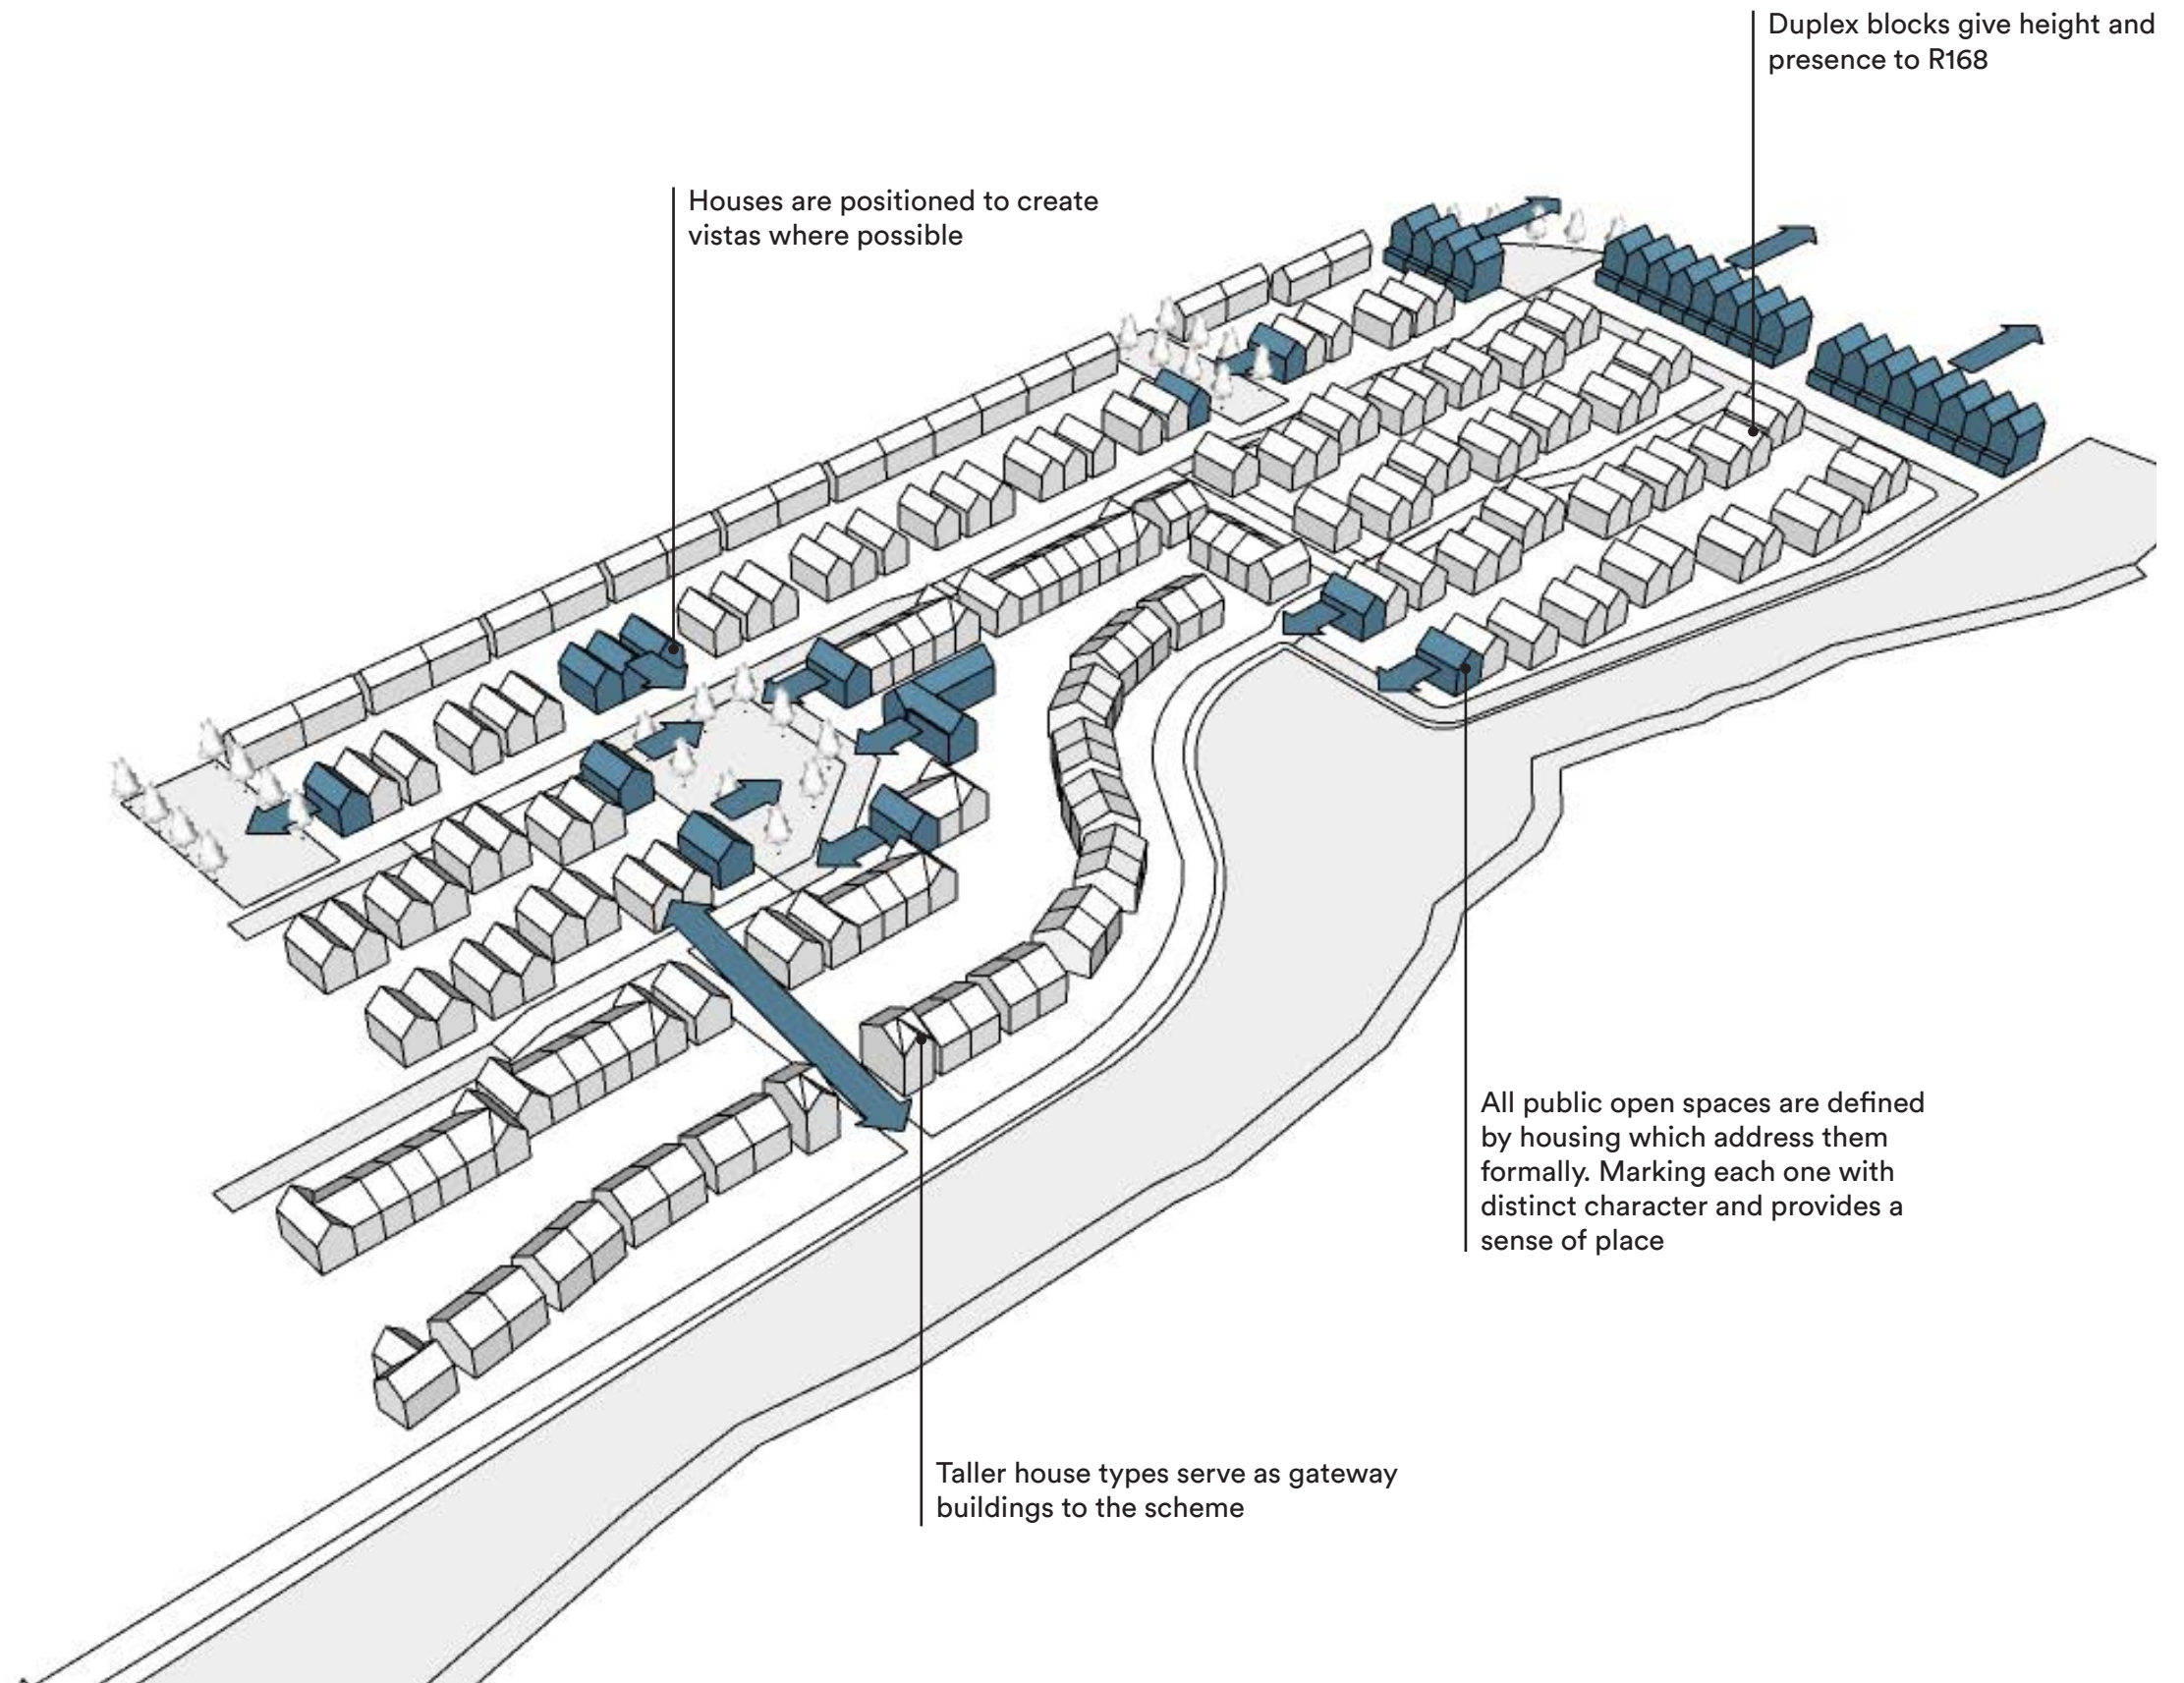 Duplex blocks give height and
presence to R168
Houses are positioned to create
vistas where possible
All public open spaces are defined
by housing which address them
formally. Marking each one with
distinct character and provides a
sense of place
Taller house types serve as gateway
buildings to the scheme